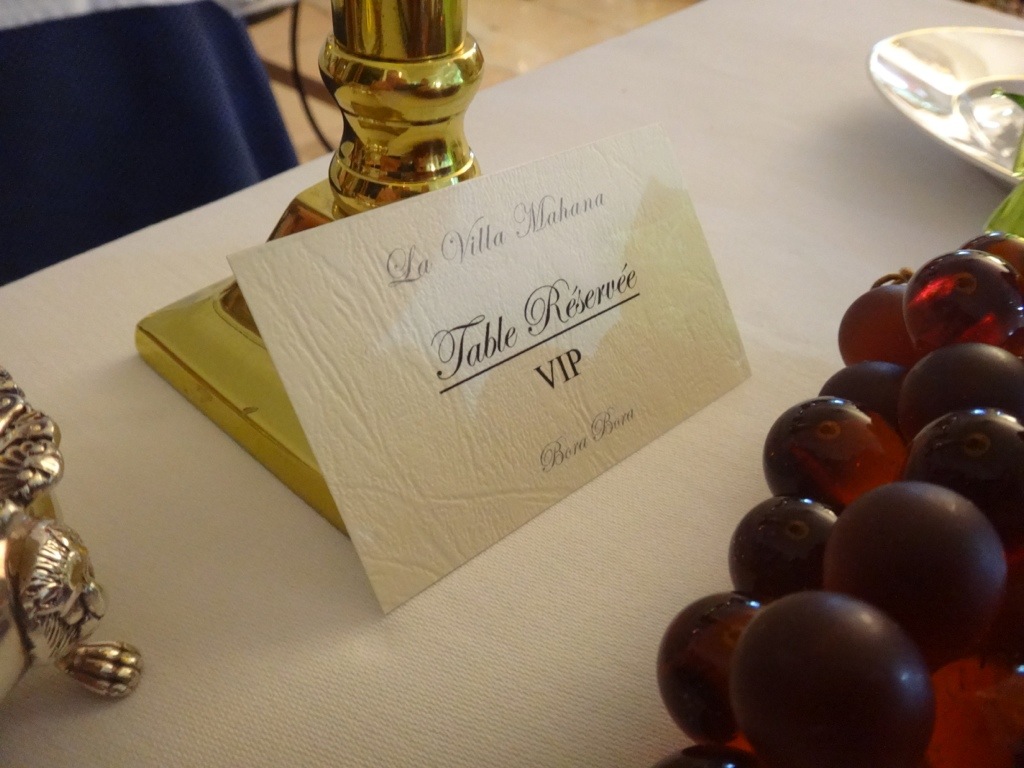 La Villa Mahana
Table Réservée
VIP
Bora Bora